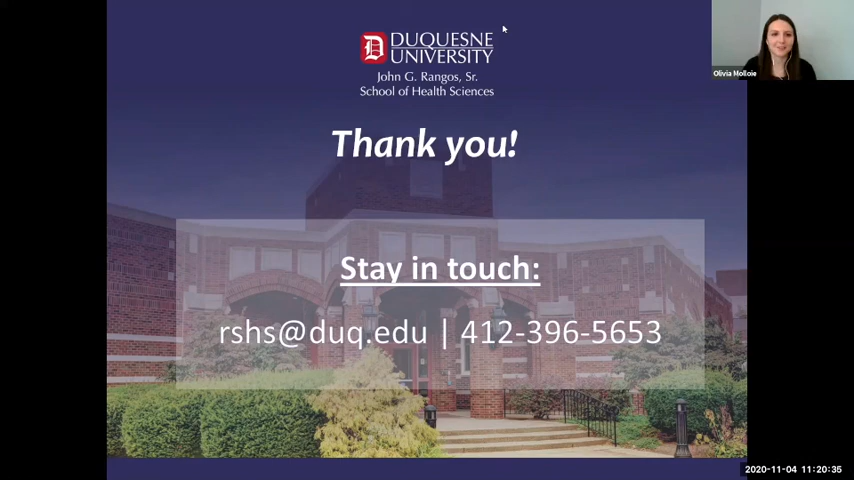 DUQUESNE
UNIVERSITY
John G. Rangos, Sr.
School of Health Sciences
Olivia Molloie
Thank you!
Stay in touch:
rshs@duq.edu | 412-396-5653
2020-11-04 11:20:35